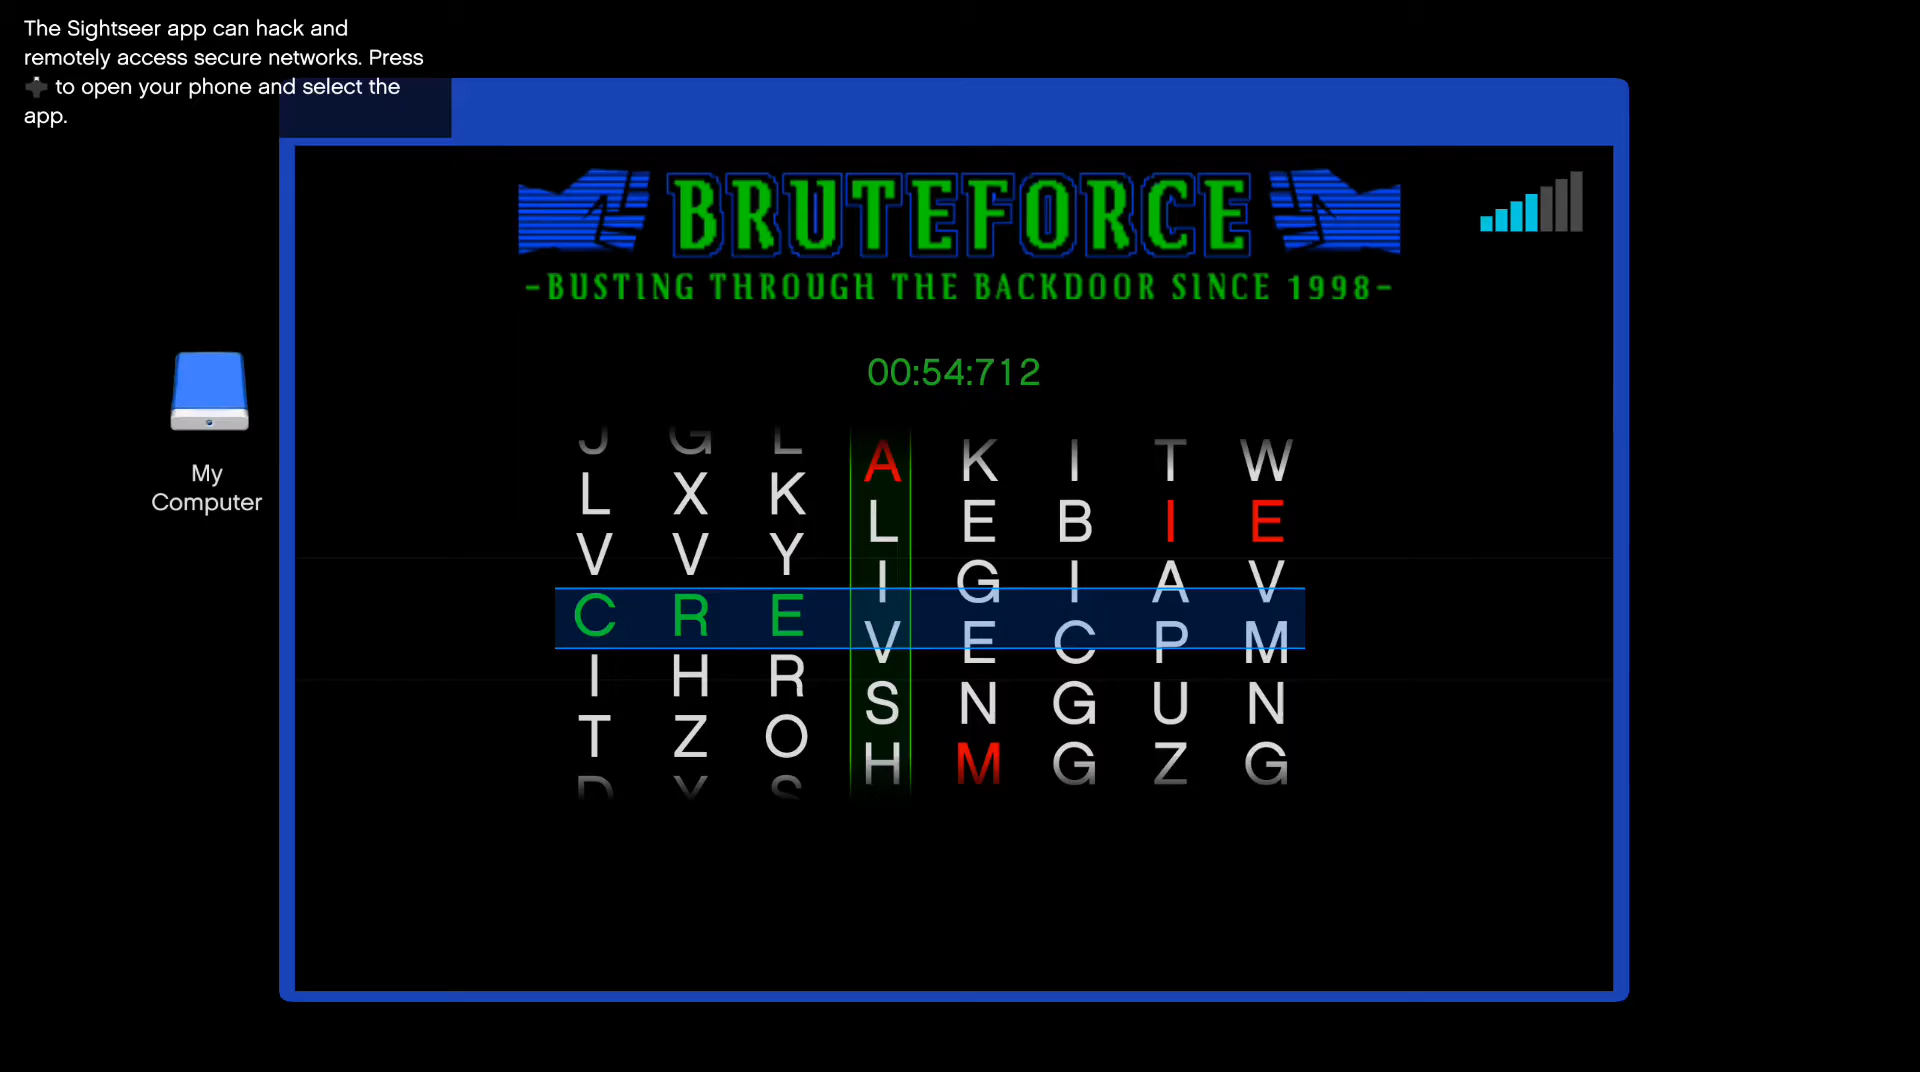 The Sightseer app can hack and
remotely access secure networks. Press
to open your phone and select the
app.
BRUTEFORCE
-BUSTING THROUGH THE BACKDOOR SINCE 1998-
00:54:712
My
Computer
J G L A K I T W
L X K L E B I E
V V Y I G I A V
C R E V E C P M
I H R S N G U N
T Z O H M G Z G
D Y S